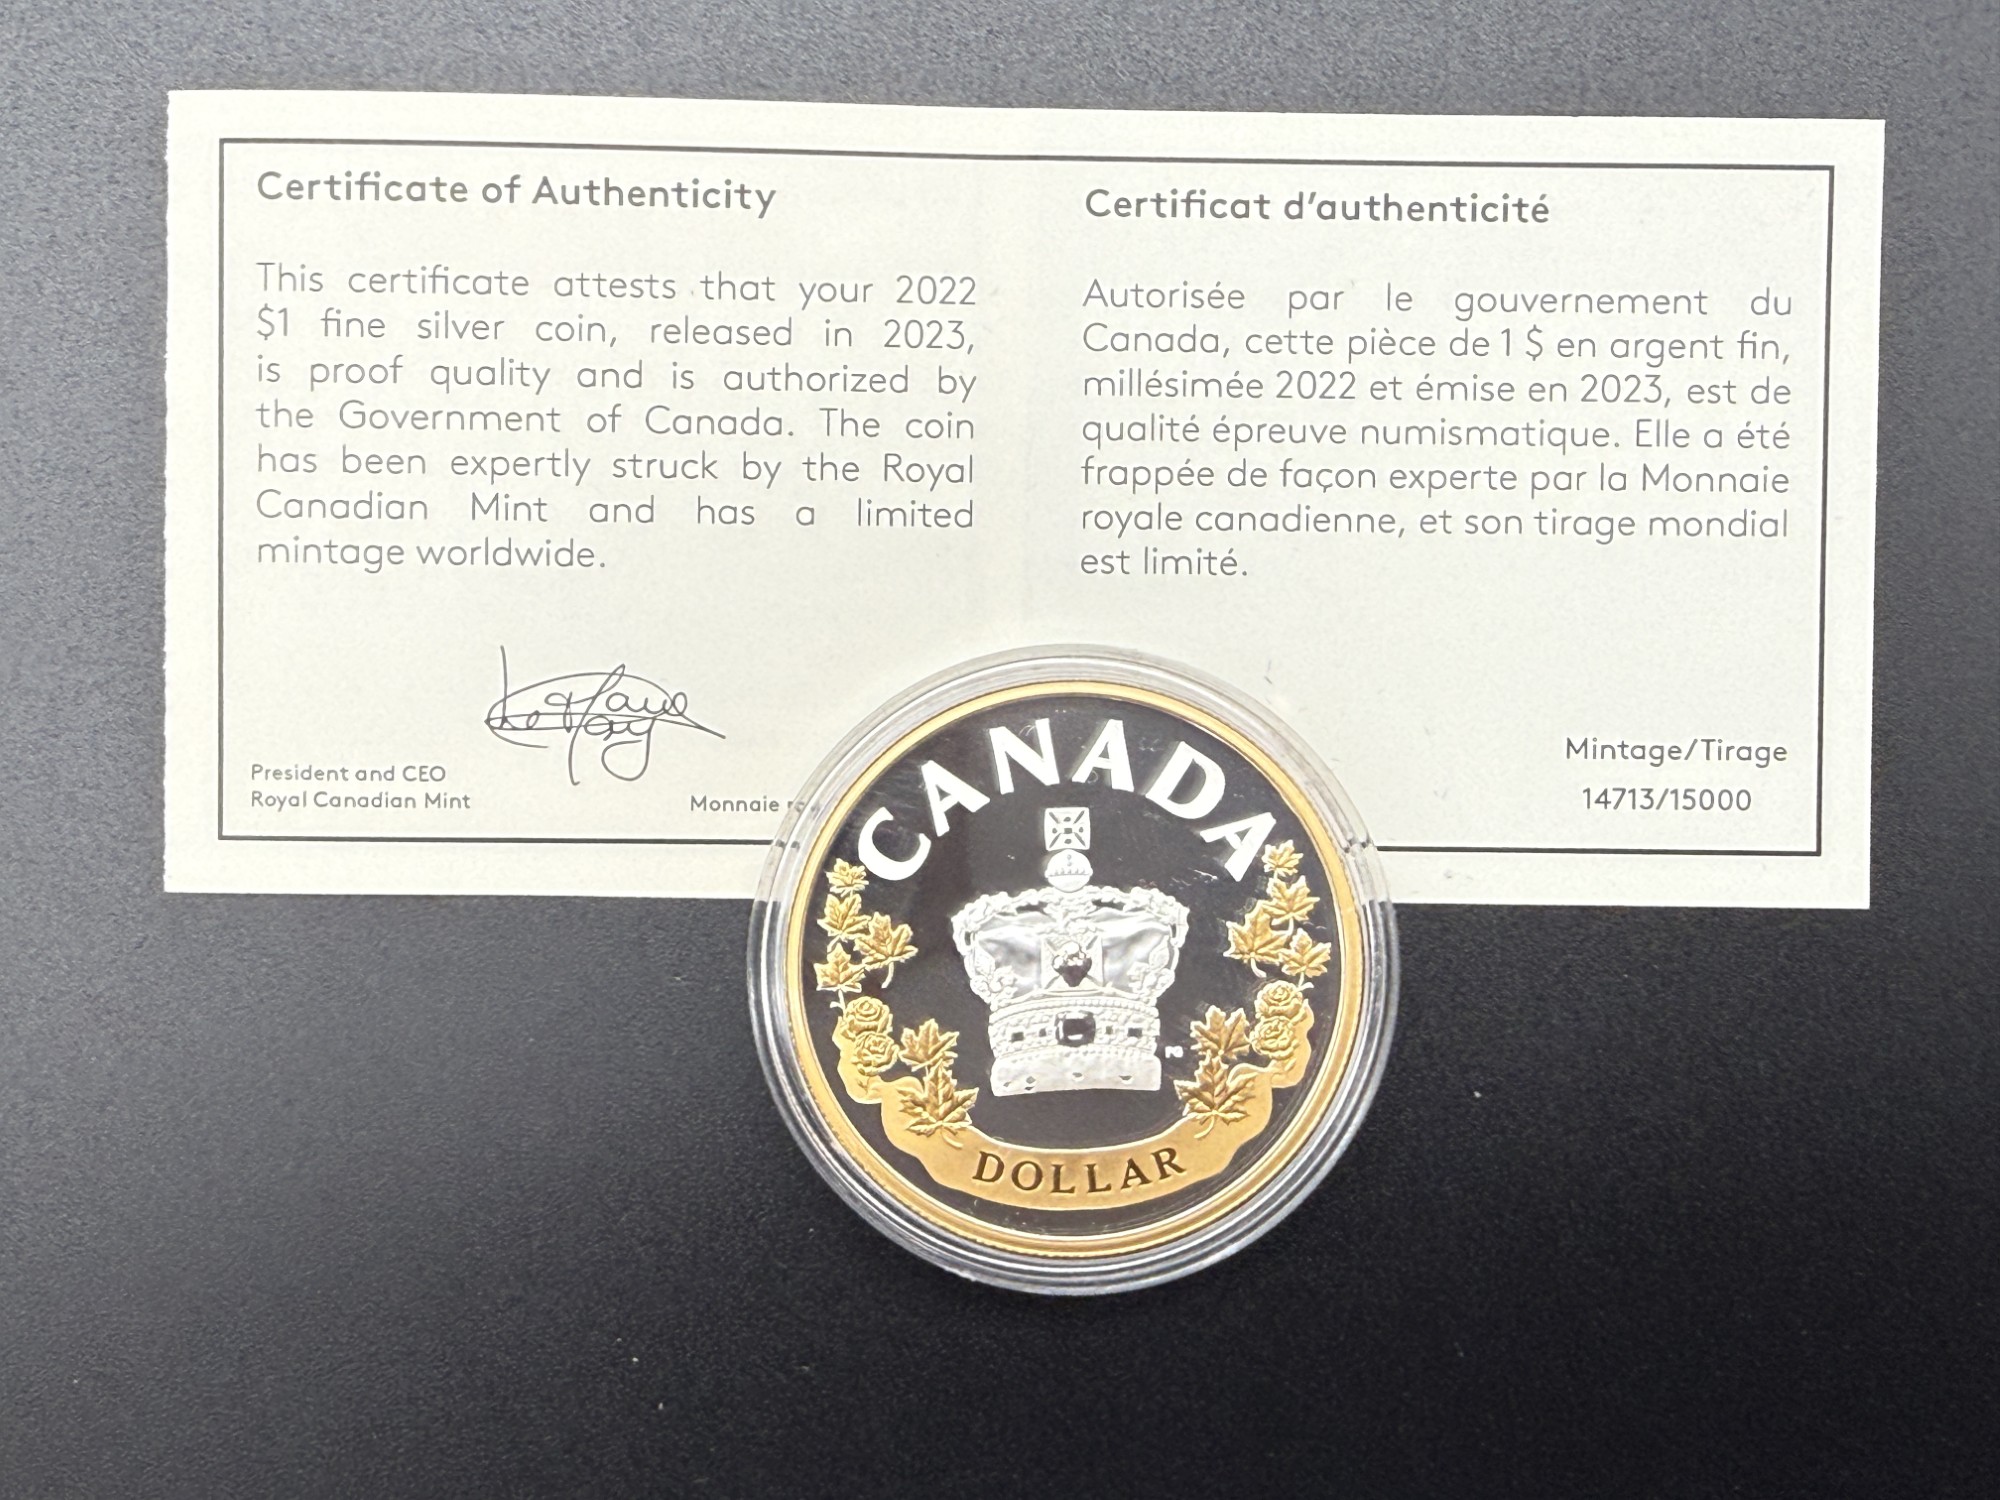 Certificate of Authenticity
This certificate attests that your 2022
$1 fine silver coin, released in 2023,
is proof quality and is authorized by
the Government of Canada. The coin
has been expertly struck by the Royal
Canadian Mint and has a limited
mintage worldwide.
President and CEO
Royal Canadian Mint
Monnaie
Certificat d'authenticité
Autorisée par le gouvernement du
Canada, cette pièce de 1 $ en argent fin,
millésimée 2022 et émise en 2023, est de
qualité épreuve numismatique. Elle a été
frappée de façon experte par la Monnaie
royale canadienne, et son tirage mondial
est limité.
Mintage/Tirage
14713/15000
CANADA
PG
DOLLAR